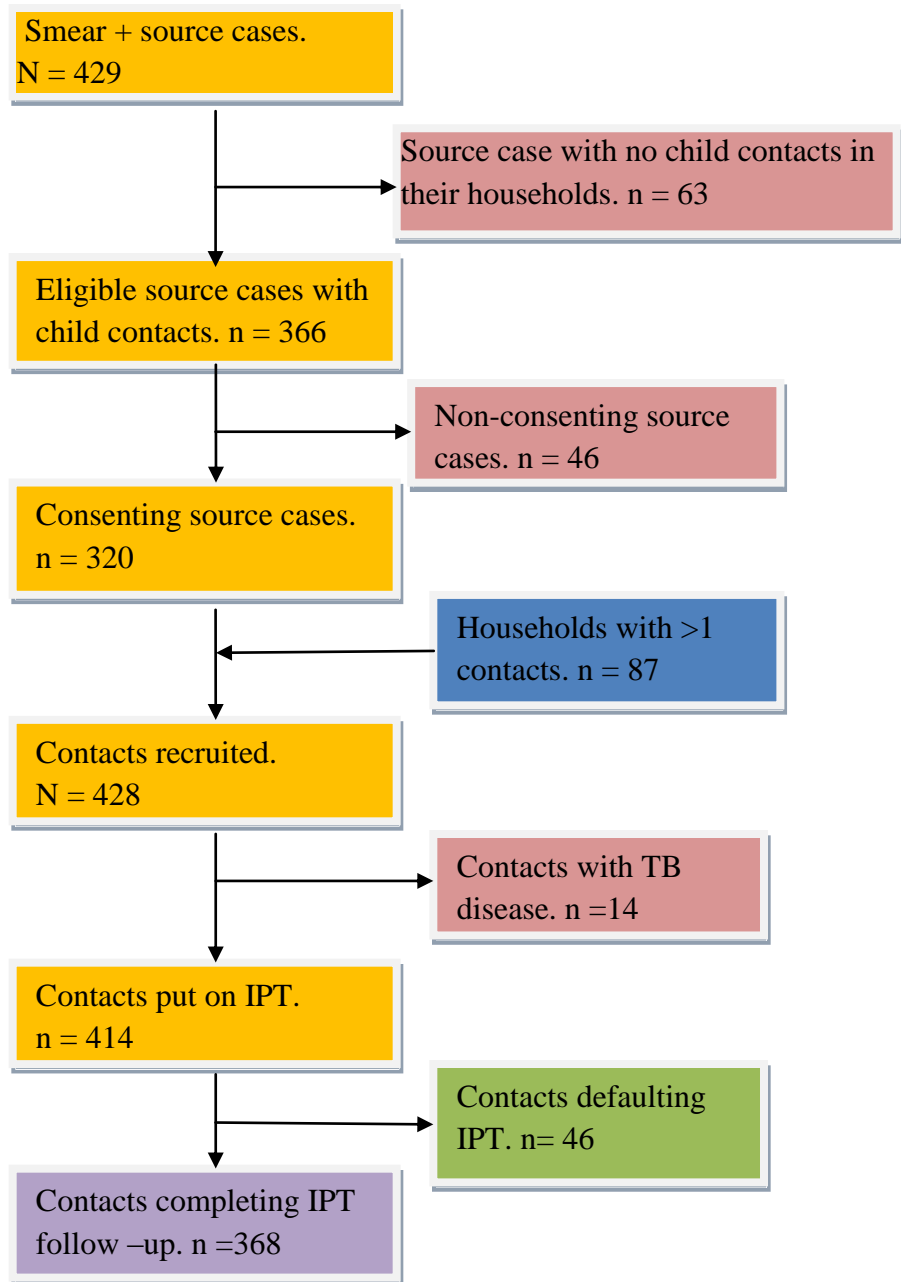 Smear + source cases.
N = 429
Source case with no child contacts in
their households. n = 63
Eligible source cases with
child contacts. n = 366
Non-consenting source
cases. n = 46
Consenting source cases.
n = 320
Households with >1
contacts. n = 87
Contacts recruited.
N = 428
Contacts with TB
disease. n =14
Contacts put on IPT.
n = 414
Contacts defaulting
IPT. n= 46
Contacts completing IPT
follow –up. n =368